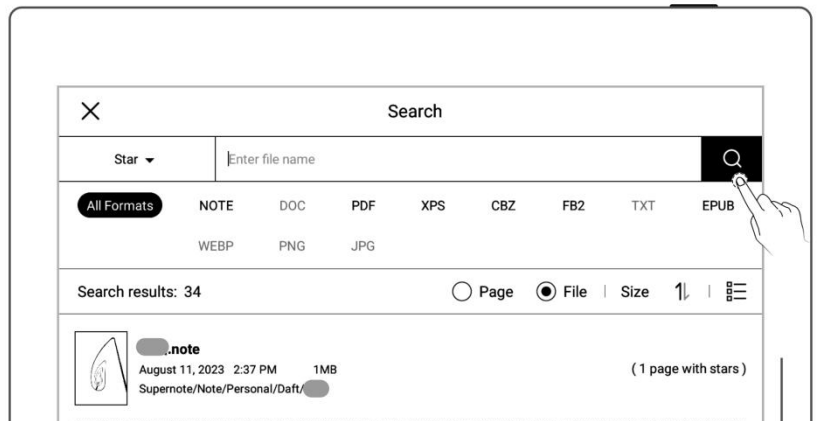 Search
Star Enter file name
All Formats NOTE DOC PDF XPS CBZ FB2 TXT EPUB
WEBP PNG JPG
Search results: 34 Page File Size
.note
August 11, 2023 2:37 PM 1MB (1 page with stars)
Supernote/Note/Personal/Daft/